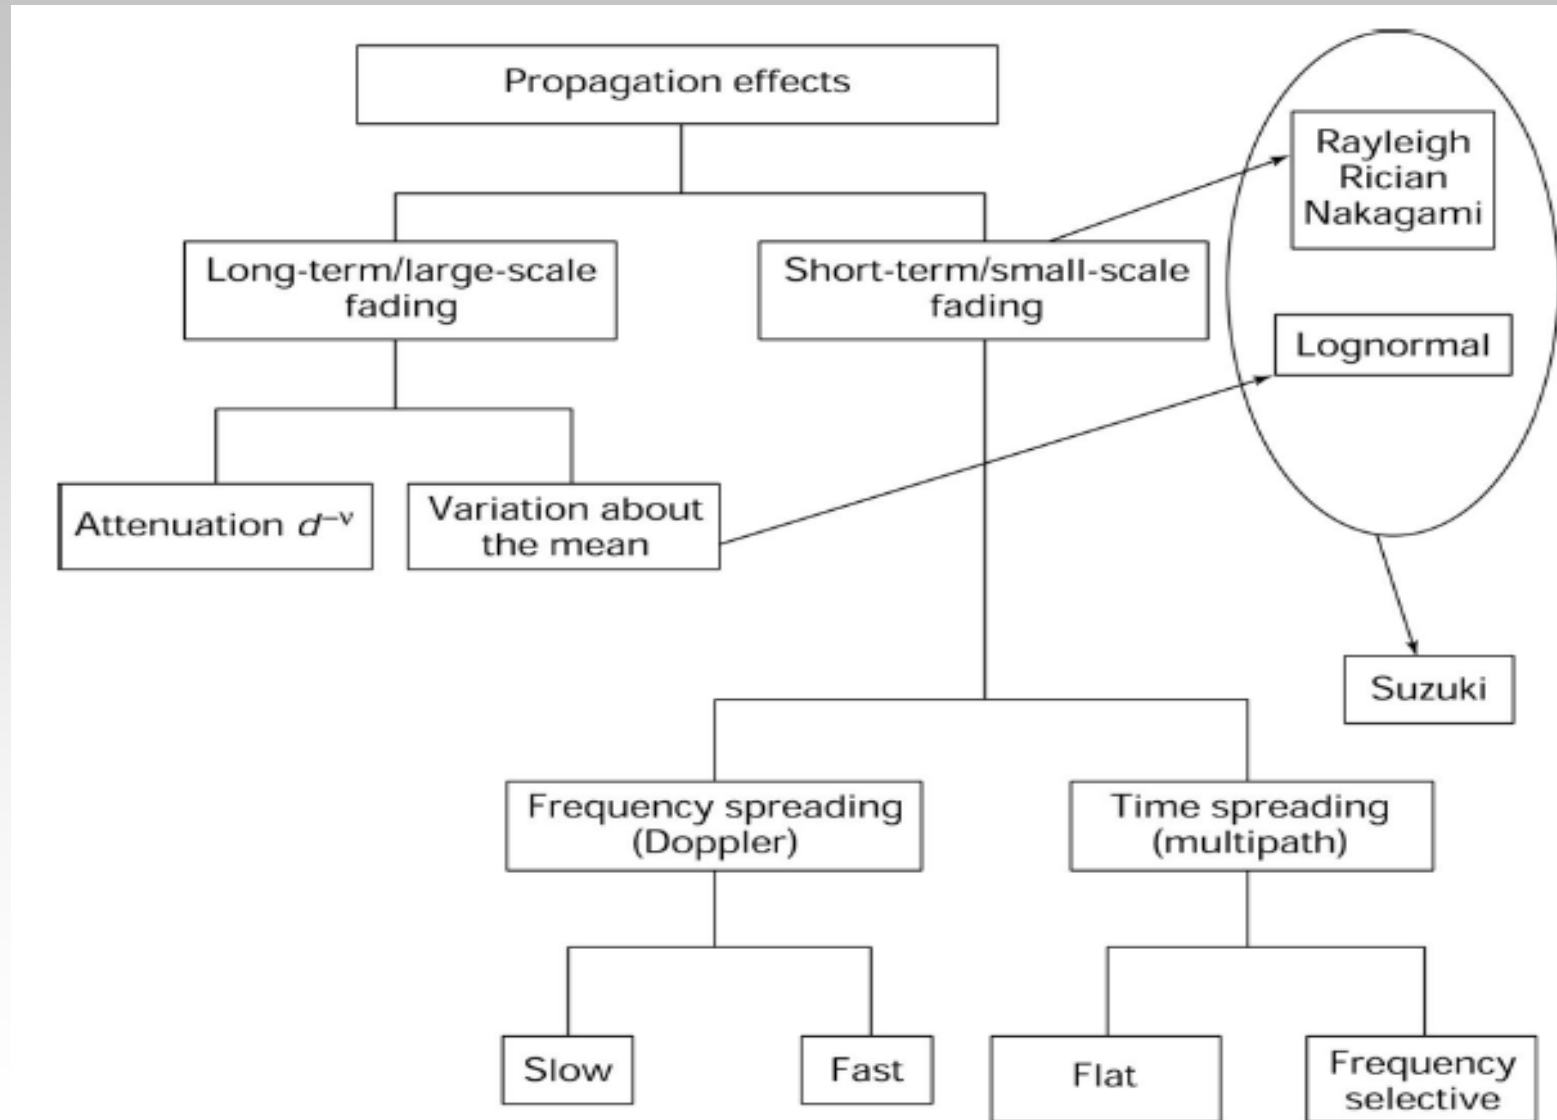 Propagation effects
Rayleigh
Rician
Nakagami
Long-term/large-scale
fading
Short-term/small-scale
fading
Lognormal
Attenuation d⁻ᵛ
Variation about
the mean
Suzuki
Frequency spreading
(Doppler)
Time spreading
(multipath)
Slow
Fast
Flat
Frequency
selective